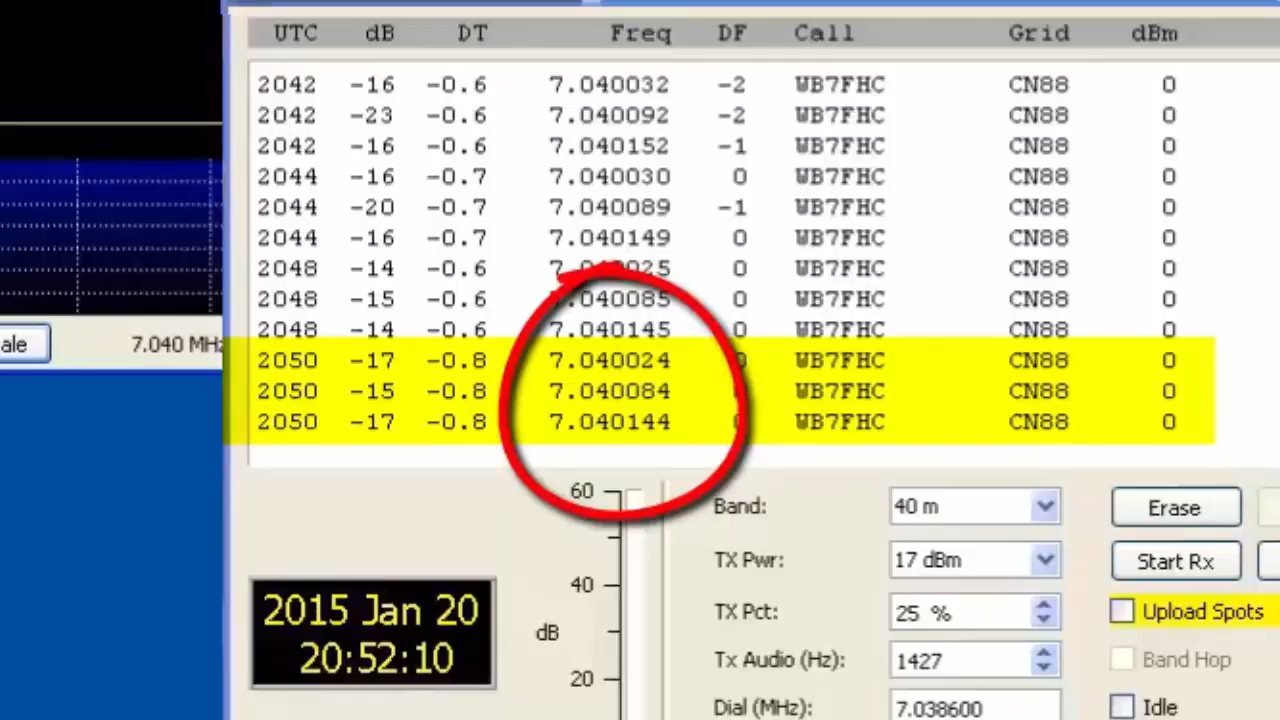 UTC dB DT Freq DF Call Grid dBm
2042 -16 -0.6 7.040032 -2 WB7FHC CN88 0
2042 -23 -0.6 7.040092 -2 WB7FHC CN88 0
2042 -16 -0.6 7.040152 -1 WB7FHC CN88 0
2044 -16 -0.7 7.040030 0 WB7FHC CN88 0
2044 -20 -0.7 7.040089 -1 WB7FHC CN88 0
2044 -16 -0.7 7.040149 0 WB7FHC CN88 0
2048 -14 -0.6 7.040025 0 WB7FHC CN88 0
2048 -15 -0.6 7.040085 0 WB7FHC CN88 0
2048 -14 -0.6 7.040145 0 WB7FHC CN88 0
2050 -17 -0.8 7.040024 0 WB7FHC CN88 0
2050 -15 -0.8 7.040084 WB7FHC CN88 0
2050 -17 -0.8 7.040144 0 WB7FHC CN88 0
ale 7.040 MHz
60
40
20
dB
2015 Jan 20
20:52:10
Band: 40 m Erase
TX Pwr: 17 dBm Start Rx
TX Pct: 25 % Upload Spots
Tx Audio (Hz): 1427 Band Hop
Dial (MHz): 7.038600 Idle